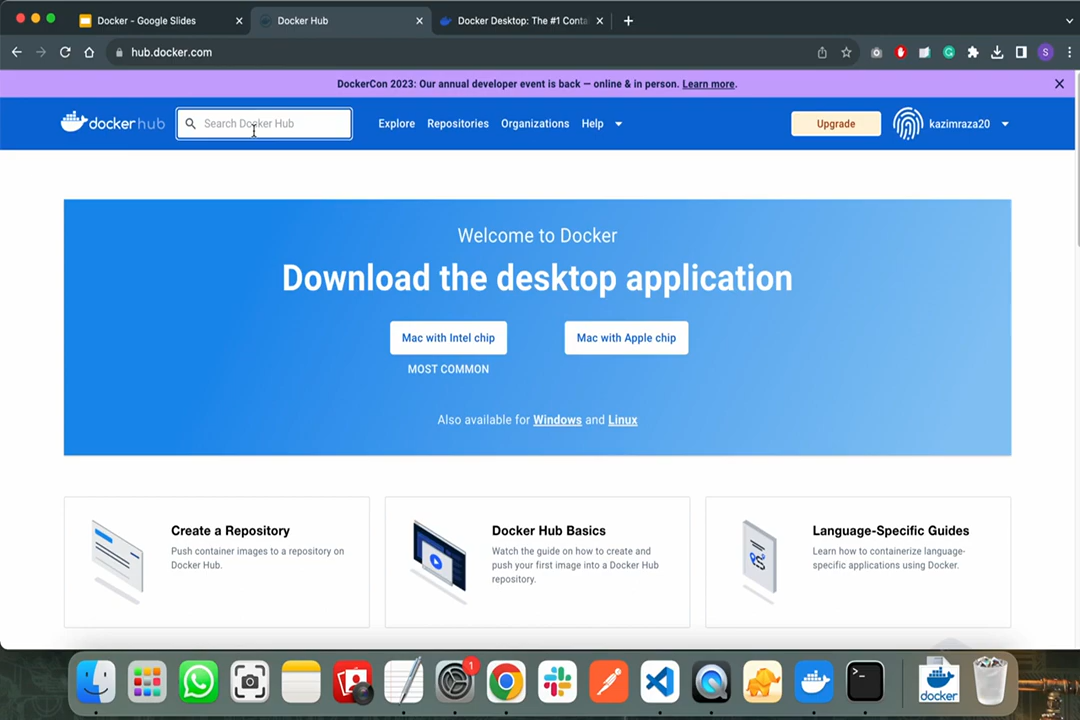 Docker - Google Slides
Docker Hub
Docker Desktop: The #1 Conta
hub.docker.com
S
DockerCon 2023: Our annual developer event is back — online & in person. Learn more.
dockerhub
Search Docker Hub
Explore
Repositories
Organizations
Help
Upgrade
kazimraza20
Welcome to Docker
Download the desktop application
Mac with Intel chip
Mac with Apple chip
MOST COMMON
Also available for Windows and Linux
Create a Repository
Push container images to a repository on
Docker Hub.
Docker Hub Basics
Watch the guide on how to create and
push your first image into a Docker Hub
repository.
Language-Specific Guides
Learn how to containerize language-
specific applications using Docker.
1
docker